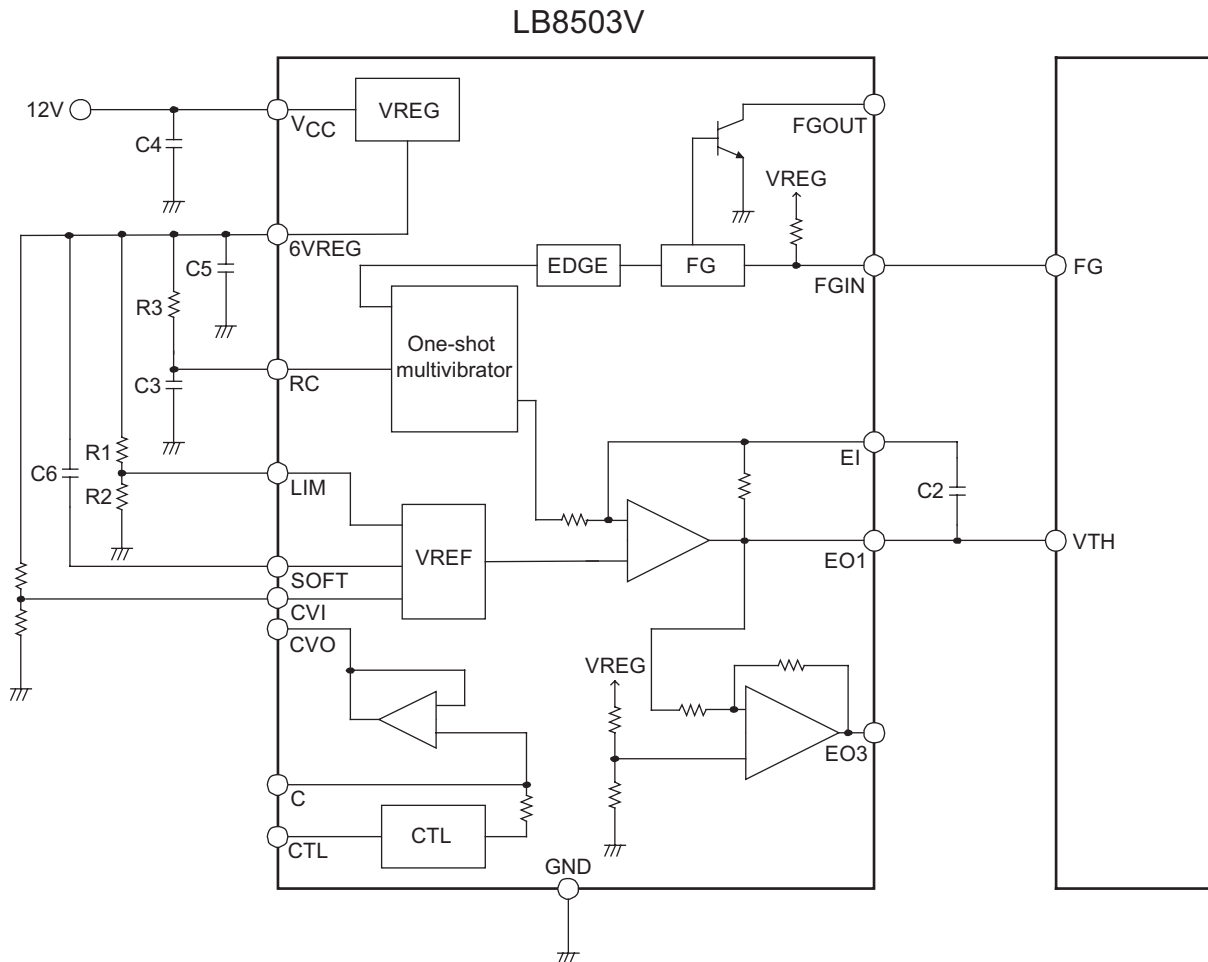 LB8503V
12V
VCC
VREG
FGOUT
C4
VREG
6VREG
C5
EDGE
FG
FGIN
FG
R3
One-shot
multivibrator
C3
RC
R1
EI
C6
LIM
R2
C2
VREF
SOFT
EO1
VTH
CVI
CVO
VREG
EO3
C
CTL
CTL
GND